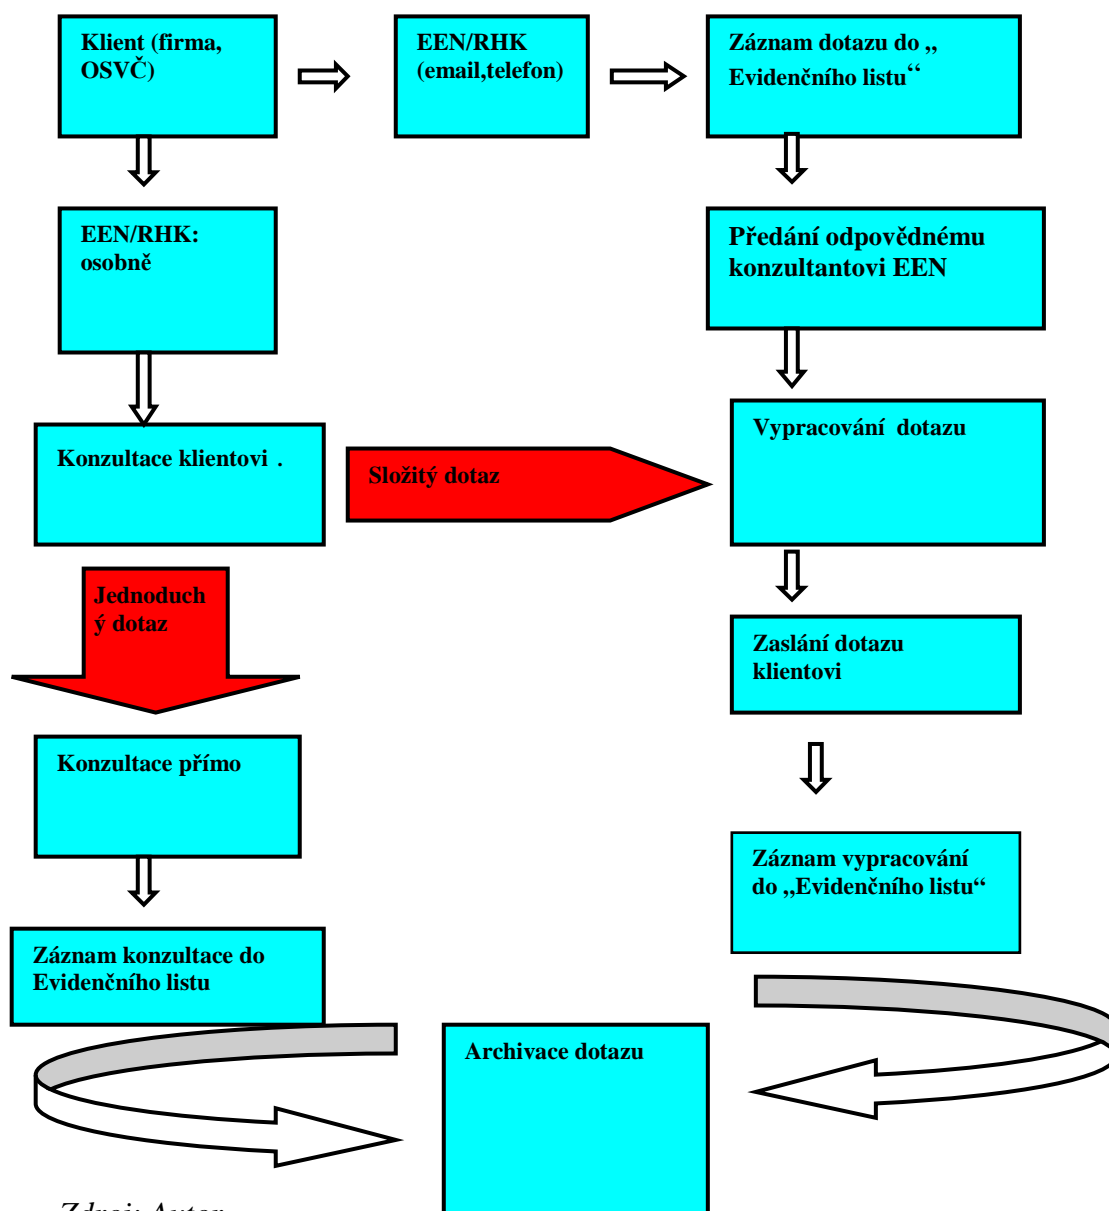 Klient (firma,
OSVČ)
EEN/RHK
(email,telefon)
Záznam dotazu do „
Evidenčního listu“
EEN/RHK:
osobně
Předání odpovědnému
konzultantovi EEN
Konzultace klientovi .
Složitý dotaz
Vypracování dotazu
Jednoduch
ý dotaz
Zaslání dotazu
klientovi
Konzultace přímo
Záznam vypracování
do „Evidenčního listu“
Záznam konzultace do
Evidenčního listu
Archivace dotazu
Zdroj: Autor